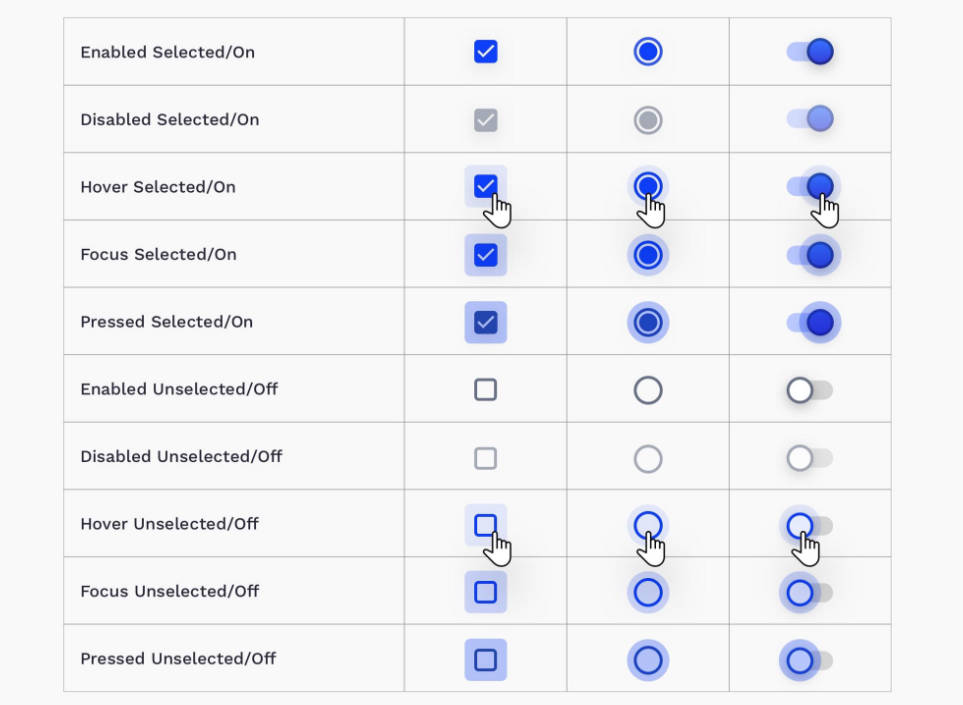 Enabled Selected/On
Disabled Selected/On
Hover Selected/On
Focus Selected/On
Pressed Selected/On
Enabled Unselected/Off
Disabled Unselected/Off
Hover Unselected/Off
Focus Unselected/Off
Pressed Unselected/Off